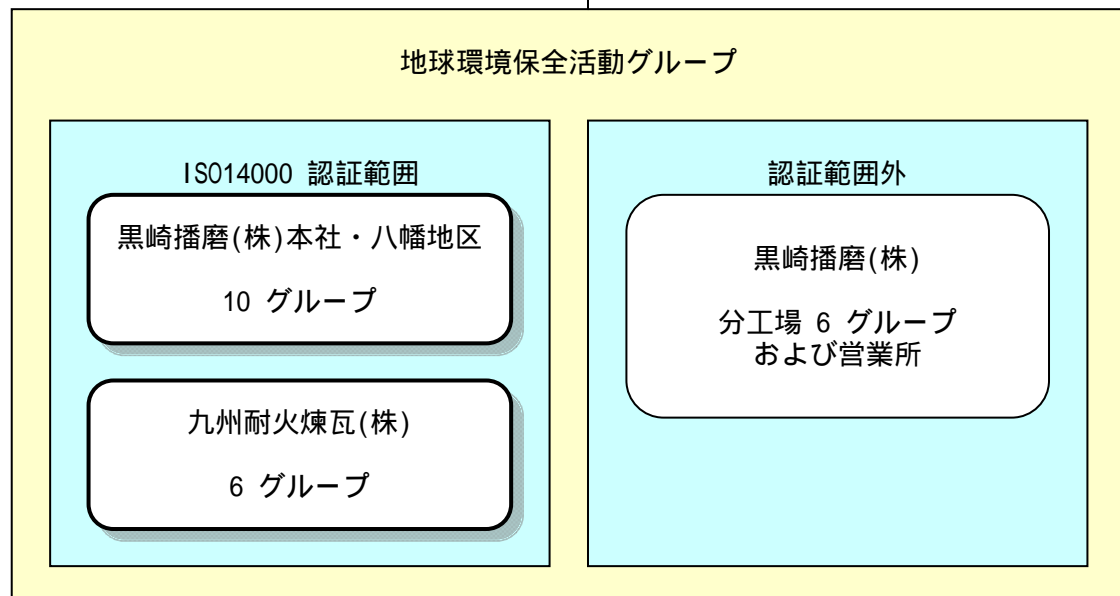 地球環境保全活動グループ
ISO14000 認証範囲
黒崎播磨(株)本社・八幡地区
10 グループ
九州耐火煉瓦(株)
6 グループ
認証範囲外
黒崎播磨(株)
分工場 6 グループ
および営業所